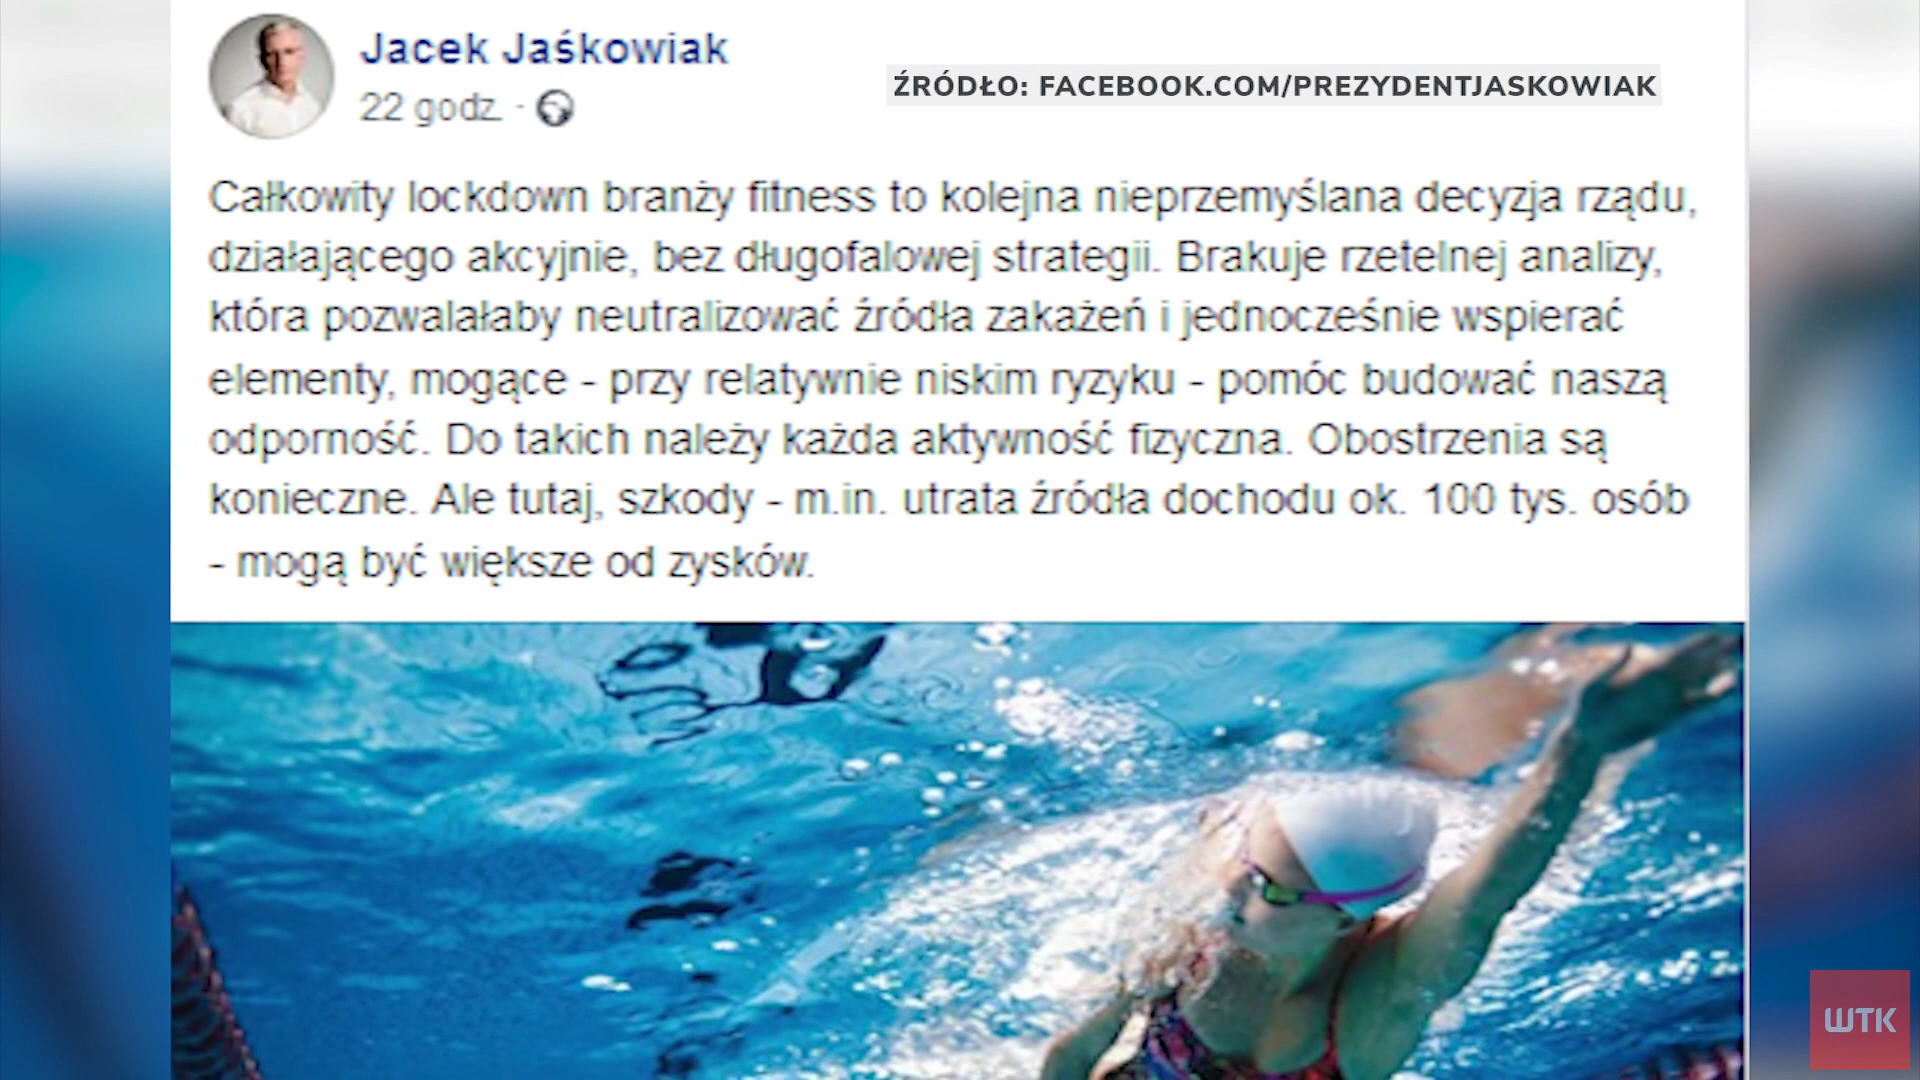 Jacek Jaśkowiak
22 godz. ·
ŹRÓDŁO: FACEBOOK.COM/PREZYDENTJASKOWIAK
Całkowity lockdown branży fitness to kolejna nieprzemyślana decyzja rządu,
działającego akcyjnie, bez długofalowej strategii. Brakuje rzetelnej analizy,
która pozwalałaby neutralizować źródła zakażeń i jednocześnie wspierać
elementy, mogące - przy relatywnie niskim ryzyku - pomóc budować naszą
odporność. Do takich należy każda aktywność fizyczna. Obostrzenia są
konieczne. Ale tutaj, szkody - m.in. utrata źródła dochodu ok. 100 tys. osób
- mogą być większe od zysków.
WTK